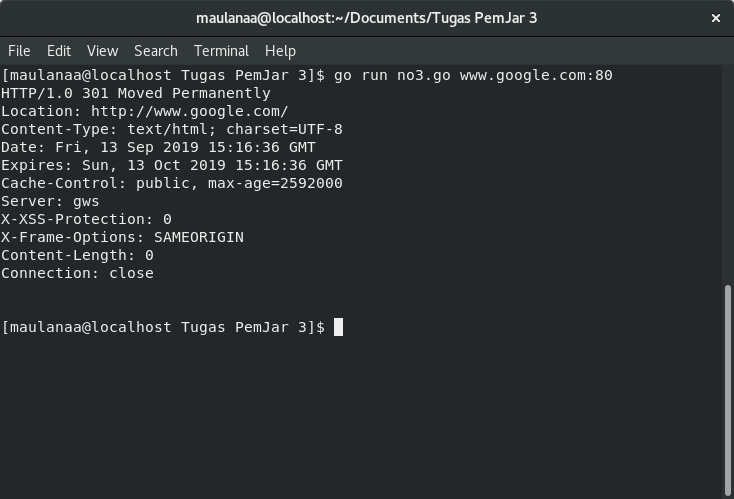 maulanaa@localhost:~/Documents/Tugas PemJar 3
File Edit View Search Terminal Help
[maulanaa@localhost Tugas PemJar 3]$ go run no3.go www.google.com:80
HTTP/1.0 301 Moved Permanently
Location: http://www.google.com/
Content-Type: text/html; charset=UTF-8
Date: Fri, 13 Sep 2019 15:16:36 GMT
Expires: Sun, 13 Oct 2019 15:16:36 GMT
Cache-Control: public, max-age=2592000
Server: gws
X-XSS-Protection: 0
X-Frame-Options: SAMEORIGIN
Content-Length: 0
Connection: close
[maulanaa@localhost Tugas PemJar 3]$